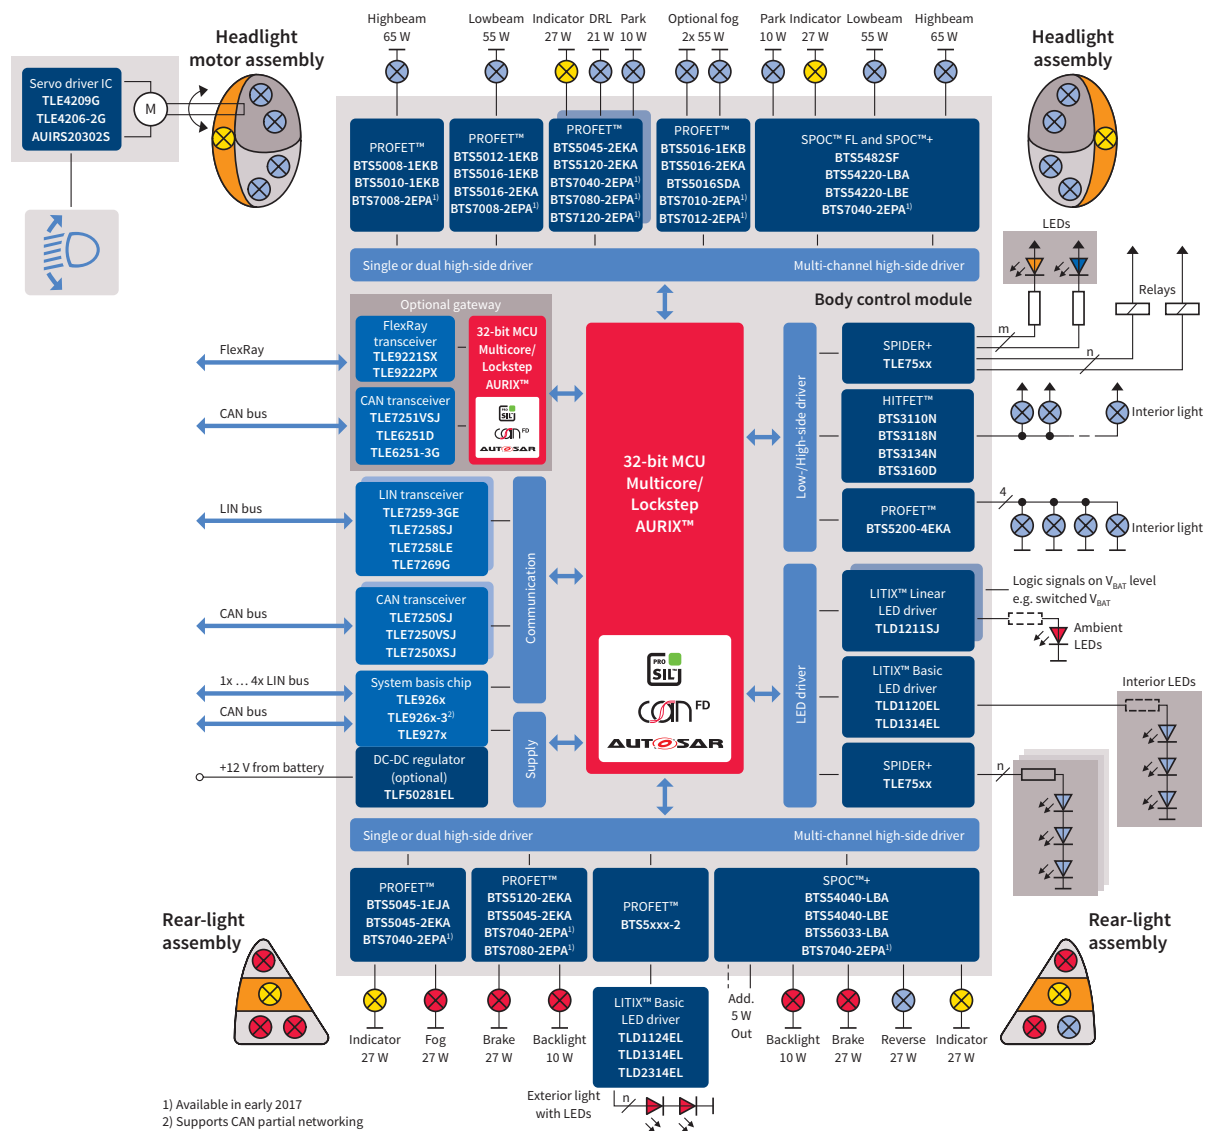 Highbeam
65 W
Lowbeam
55 W
Indicator
27 W
DRL
21 W
Park
10 W
Optional fog
2x 55 W
Park
10 W
Indicator
27 W
Lowbeam
55 W
Highbeam
65 W
Headlight
motor assembly
Headlight
assembly
Servo driver IC
TLE4209G
TLE4206-2G
AUIRS20302S
M
PROFET™
BTS5008-1EKB
BTS5010-1EKB
BTS7008-2EPA1)
PROFET™
BTS5012-1EKB
BTS5016-1EKB
BTS5016-2EKA
BTS7008-2EPA1)
PROFET™
BTS5045-2EKA
BTS5120-2EKA
BTS7040-2EPA1)
BTS7080-2EPA1)
BTS7120-2EPA1)
PROFET™
BTS5016-1EKB
BTS5016-2EKA
BTS5016SDA
BTS7010-2EPA1)
BTS7012-2EPA1)
SPOC™ FL and SPOC™+
BTS5482SF
BTS54220-LBA
BTS54220-LBE
BTS7040-2EPA1)
Single or dual high-side driver
Multi-channel high-side driver
LEDs
Relays
Optional gateway
Body control module
FlexRay
FlexRay
transceiver
TLE9221SX
TLE9222PX
CAN bus
CAN transceiver
TLE7251VSJ
TLE6251D
TLE6251-3G
32-bit MCU
Multicore/
Lockstep
AURIX™
PRO
SIL
CAN FD
AUTOSAR
32-bit MCU
Multicore/
Lockstep
AURIX™
PRO
SIL
CAN FD
AUTOSAR
Low-/High-side driver
SPIDER+
TLE75xx
m
n
HITFET™
BTS3110N
BTS3118N
BTS3134N
BTS3160D
Interior light
PROFET™
BTS5200-4EKA
4
Interior light
LIN bus
LIN transceiver
TLE7259-3GE
TLE7258SJ
TLE7258LE
TLE7269G
Communication
CAN bus
CAN transceiver
TLE7250SJ
TLE7250VSJ
TLE7250XSJ
1x … 4x LIN bus
CAN bus
System basis chip
TLE926x
TLE926x-32)
TLE927x
Supply
+12 V from battery
DC-DC regulator
(optional)
TLF50281EL
LED driver
LITIX™ Linear
LED driver
TLD1211SJ
Logic signals on VBAT level
e.g. switched VBAT
Ambient
LEDs
LITIX™ Basic
LED driver
TLD1120EL
TLD1314EL
Interior LEDs
SPIDER+
TLE75xx
n
Single or dual high-side driver
Multi-channel high-side driver
PROFET™
BTS5045-1EJA
BTS5045-2EKA
BTS7040-2EPA1)
PROFET™
BTS5120-2EKA
BTS5045-2EKA
BTS7040-2EPA1)
BTS7080-2EPA1)
PROFET™
BTS5xxx-2
SPOC™+
BTS54040-LBA
BTS54040-LBE
BTS56033-LBA
BTS7040-2EPA1)
Rear-light
assembly
Rear-light
assembly
Indicator
27 W
Fog
27 W
Brake
27 W
Backlight
10 W
LITIX™ Basic
LED driver
TLD1124EL
TLD1314EL
TLD2314EL
Add.
5 W
Out
Backlight
10 W
Brake
27 W
Reverse
27 W
Indicator
27 W
Exterior light
with LEDs
n
1) Available in early 2017
2) Supports CAN partial networking